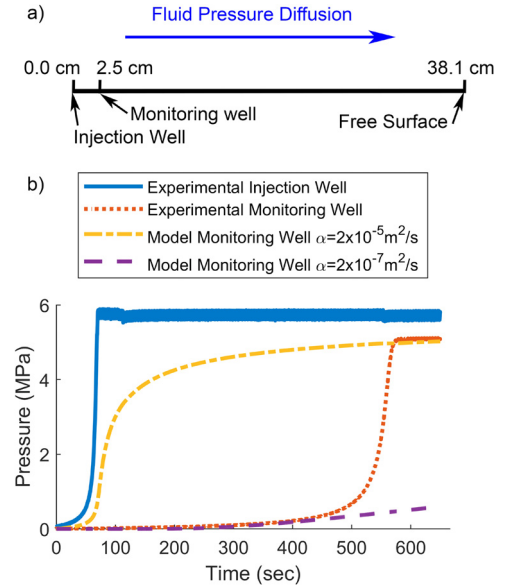 a)
Fluid Pressure Diffusion
0.0 cm 2.5 cm 38.1 cm
Monitoring well
Injection Well
Free Surface
b)
Experimental Injection Well
Experimental Monitoring Well
Model Monitoring Well α=2x10⁻⁵m²/s
Model Monitoring Well α=2x10⁻⁷m²/s
Pressure (MPa)
6
4
2
0
0 100 200 300 400 500 600
Time (sec)